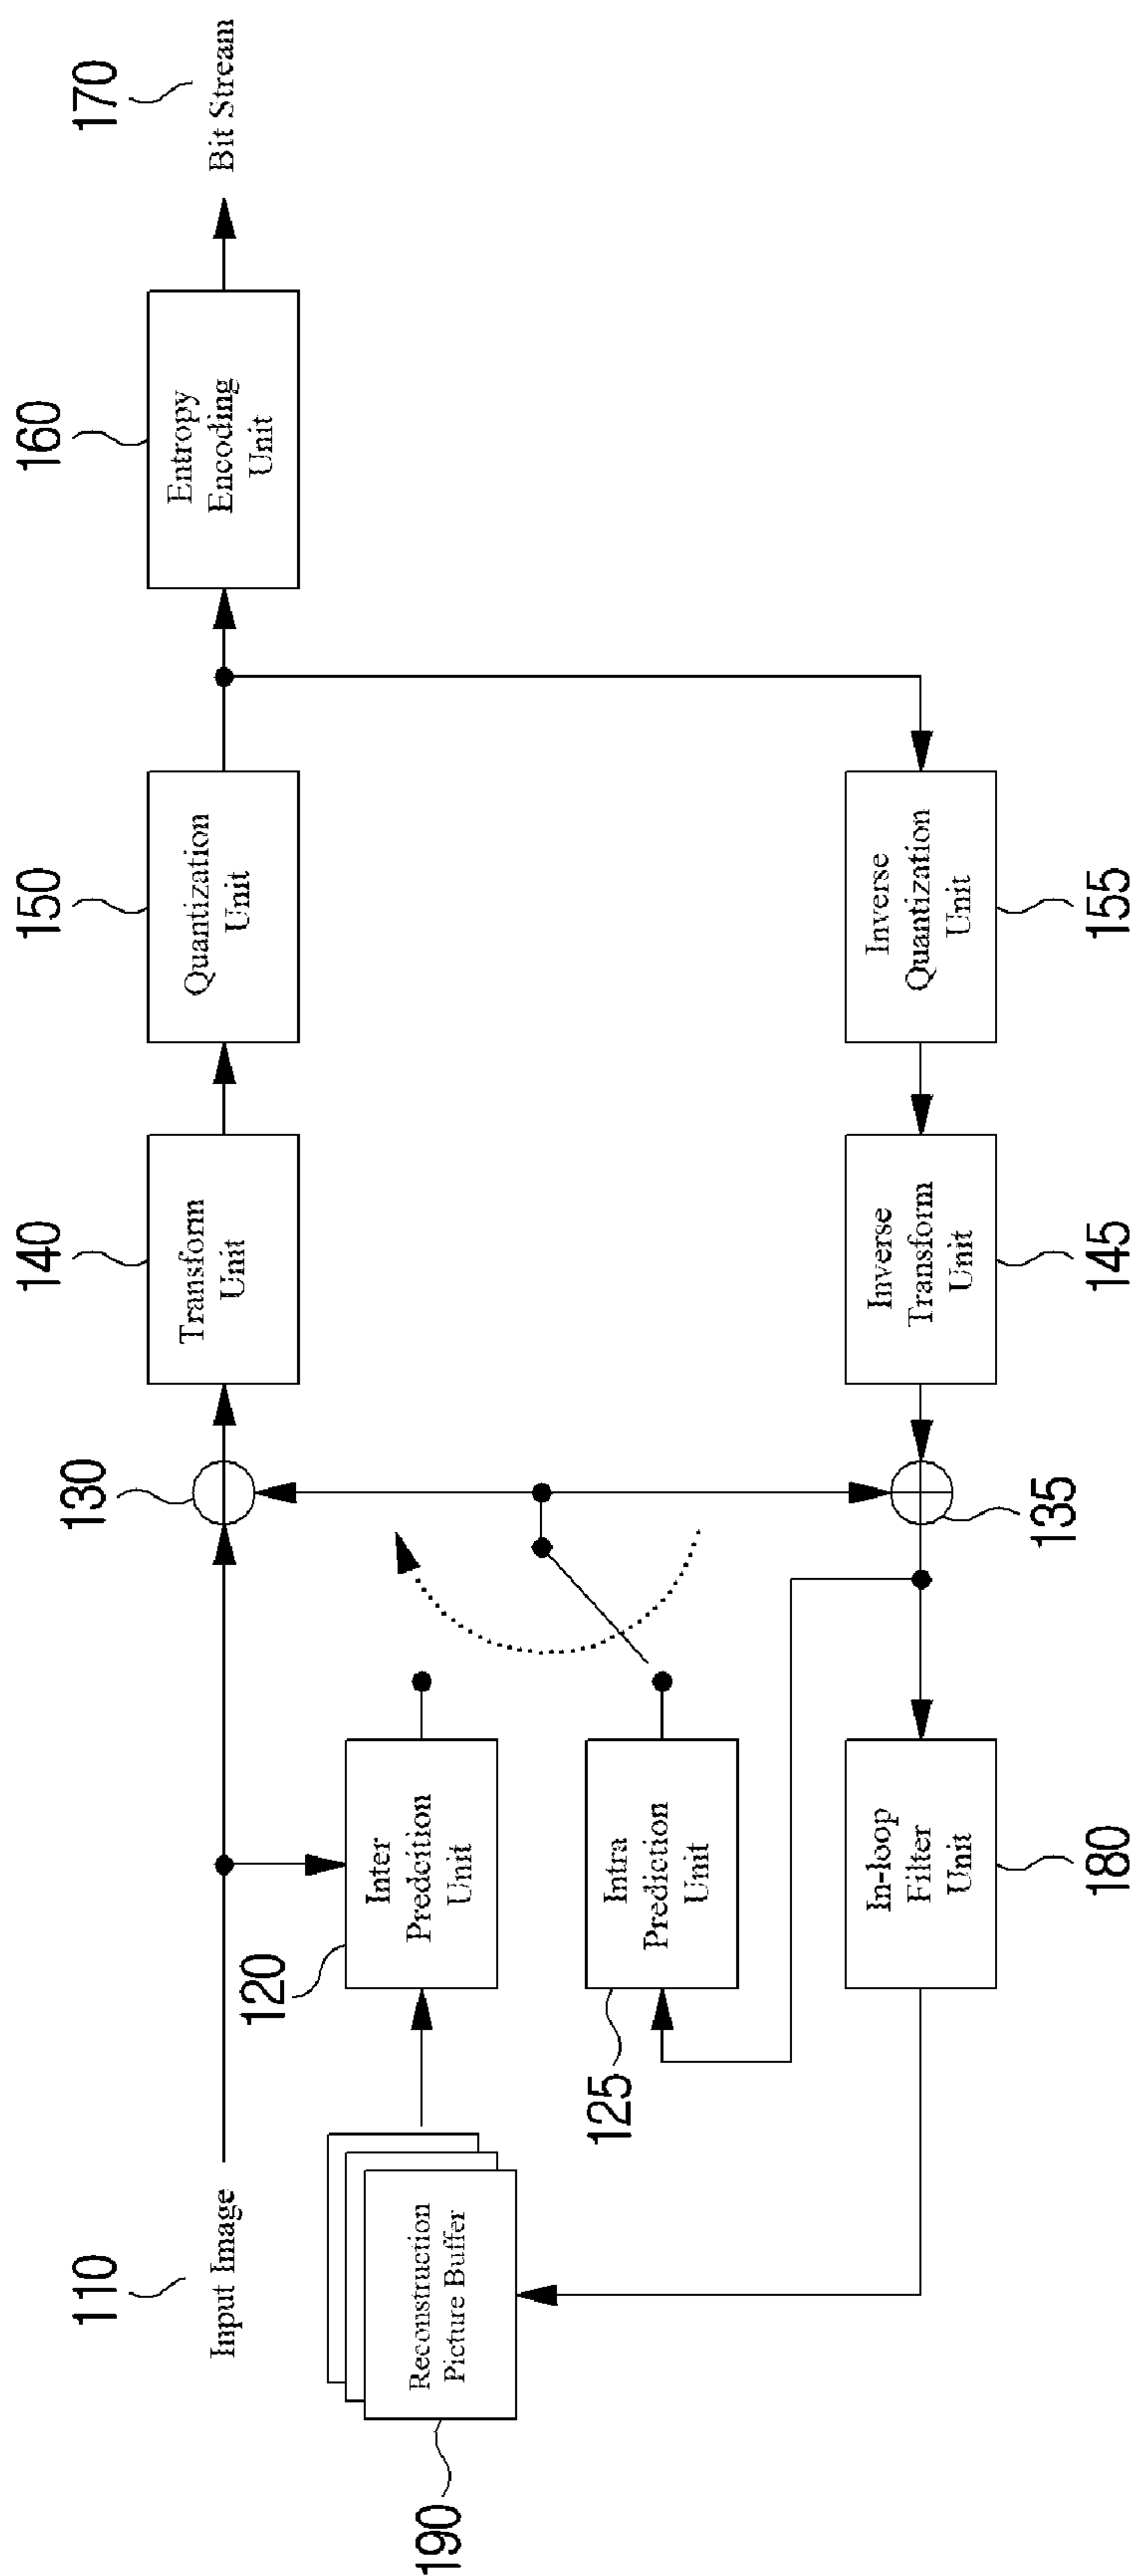 110
Input Image
130
140
Transform
Unit
150
Quantization
Unit
160
Entropy
Encoding
Unit
170
Bit Stream
120
Inter
Predcition
Unit
190
Reconstruction
Picture Buffer
125
Intra
Prediction
Unit
In-loop
Filter
Unit
180
135
Inverse
Transform
Unit
145
Inverse
Quantization
Unit
155